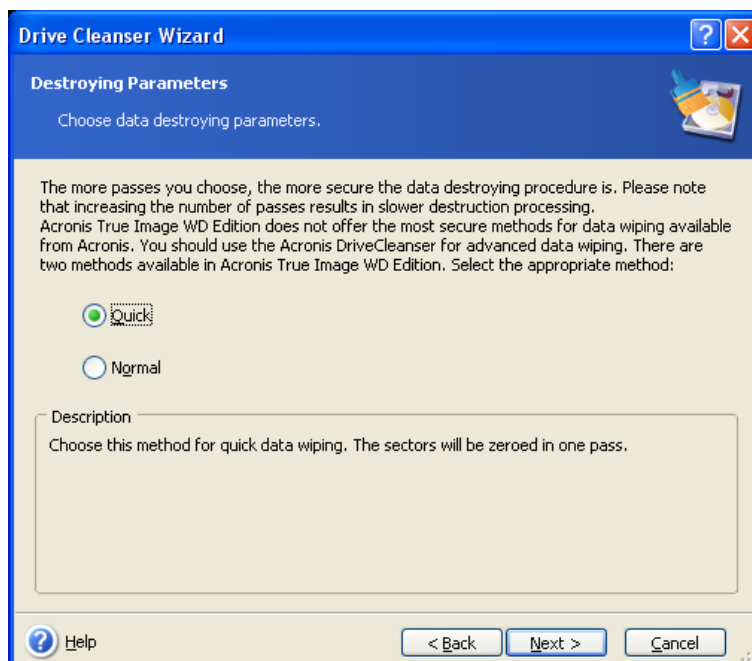 Drive Cleanser Wizard
Destroying Parameters
Choose data destroying parameters.
The more passes you choose, the more secure the data destroying procedure is. Please note
that increasing the number of passes results in slower destruction processing.
Acronis True Image WD Edition does not offer the most secure methods for data wiping available
from Acronis. You should use the Acronis DriveCleanser for advanced data wiping. There are
two methods available in Acronis True Image WD Edition. Select the appropriate method:
Quick
Normal
Description
Choose this method for quick data wiping. The sectors will be zeroed in one pass.
Help
< Back
Next >
Cancel